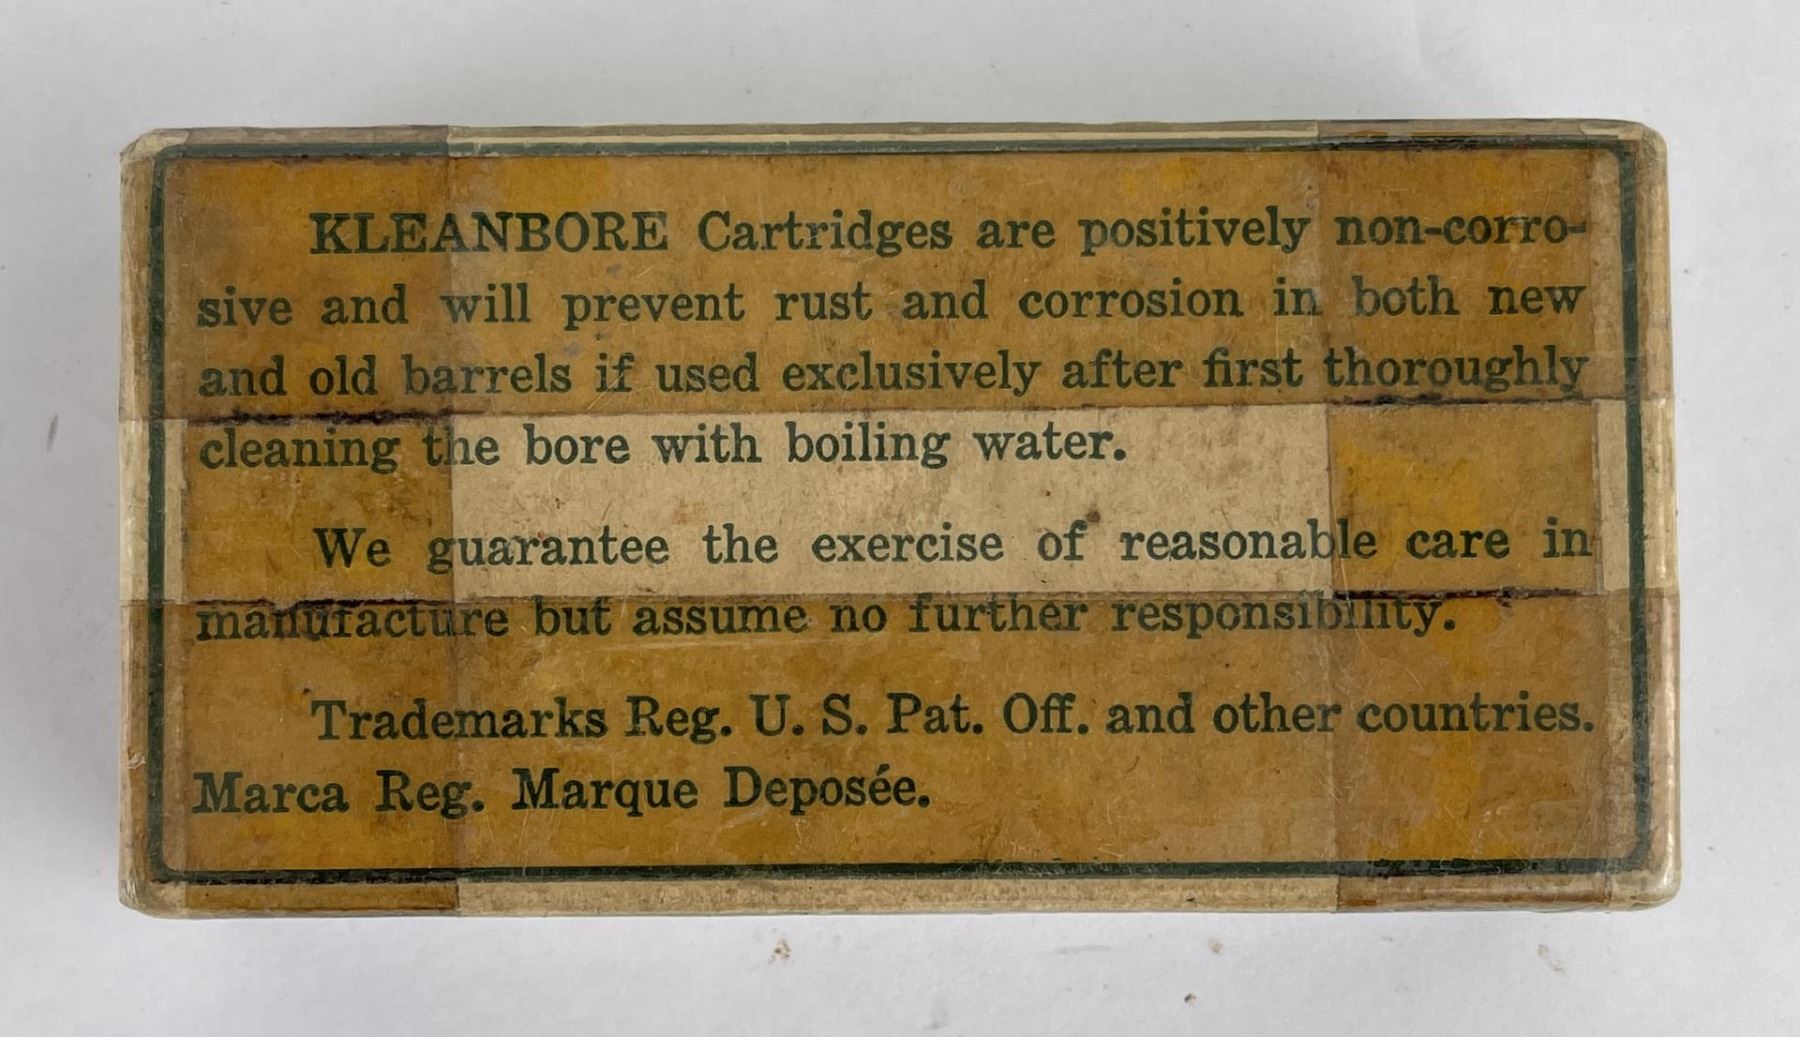 KLEANBORE Cartridges are positively non-corro-
sive and will prevent rust and corrosion in both new
and old barrels if used exclusively after first thoroughly
cleaning the bore with boiling water.
We guarantee the exercise of reasonable care in
manufacture but assume no further responsibility.
Trademarks Reg. U. S. Pat. Off. and other countries.
Marca Reg. Marque Deposée.